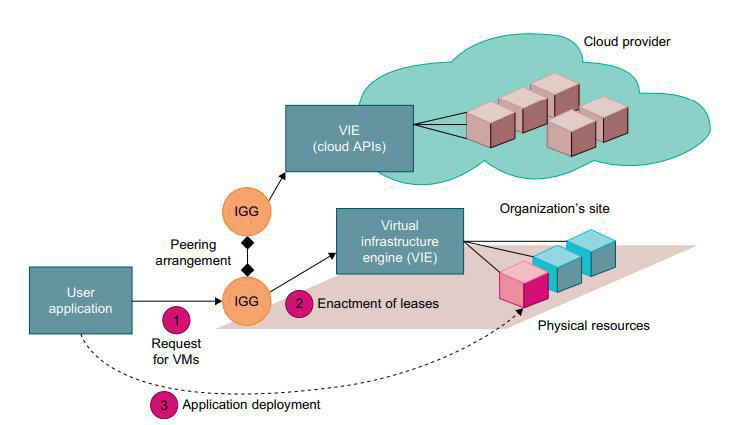 Cloud provider
VIE
(cloud APIs)
IGG
Organization's site
Virtual
infrastructure
engine (VIE)
Peering
arrangement
User
application
IGG
2 Enactment of leases
1
Request
for VMs
Physical resources
3 Application deployment